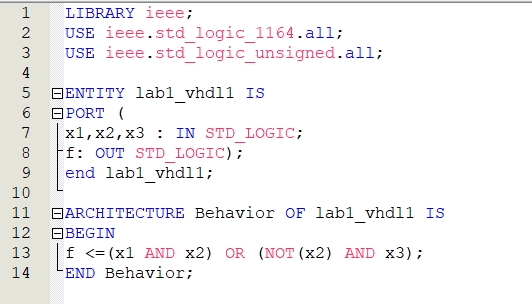 1 LIBRARY ieee;
2 USE ieee.std_logic_1164.all;
3 USE ieee.std_logic_unsigned.all;
4
5 ENTITY lab1_vhdl1 IS
6 PORT (
7 x1,x2,x3 : IN STD_LOGIC;
8 f: OUT STD_LOGIC);
9 end lab1_vhdl1;
10
11 ARCHITECTURE Behavior OF lab1_vhdl1 IS
12 BEGIN
13 f <=(x1 AND x2) OR (NOT(x2) AND x3);
14 END Behavior;